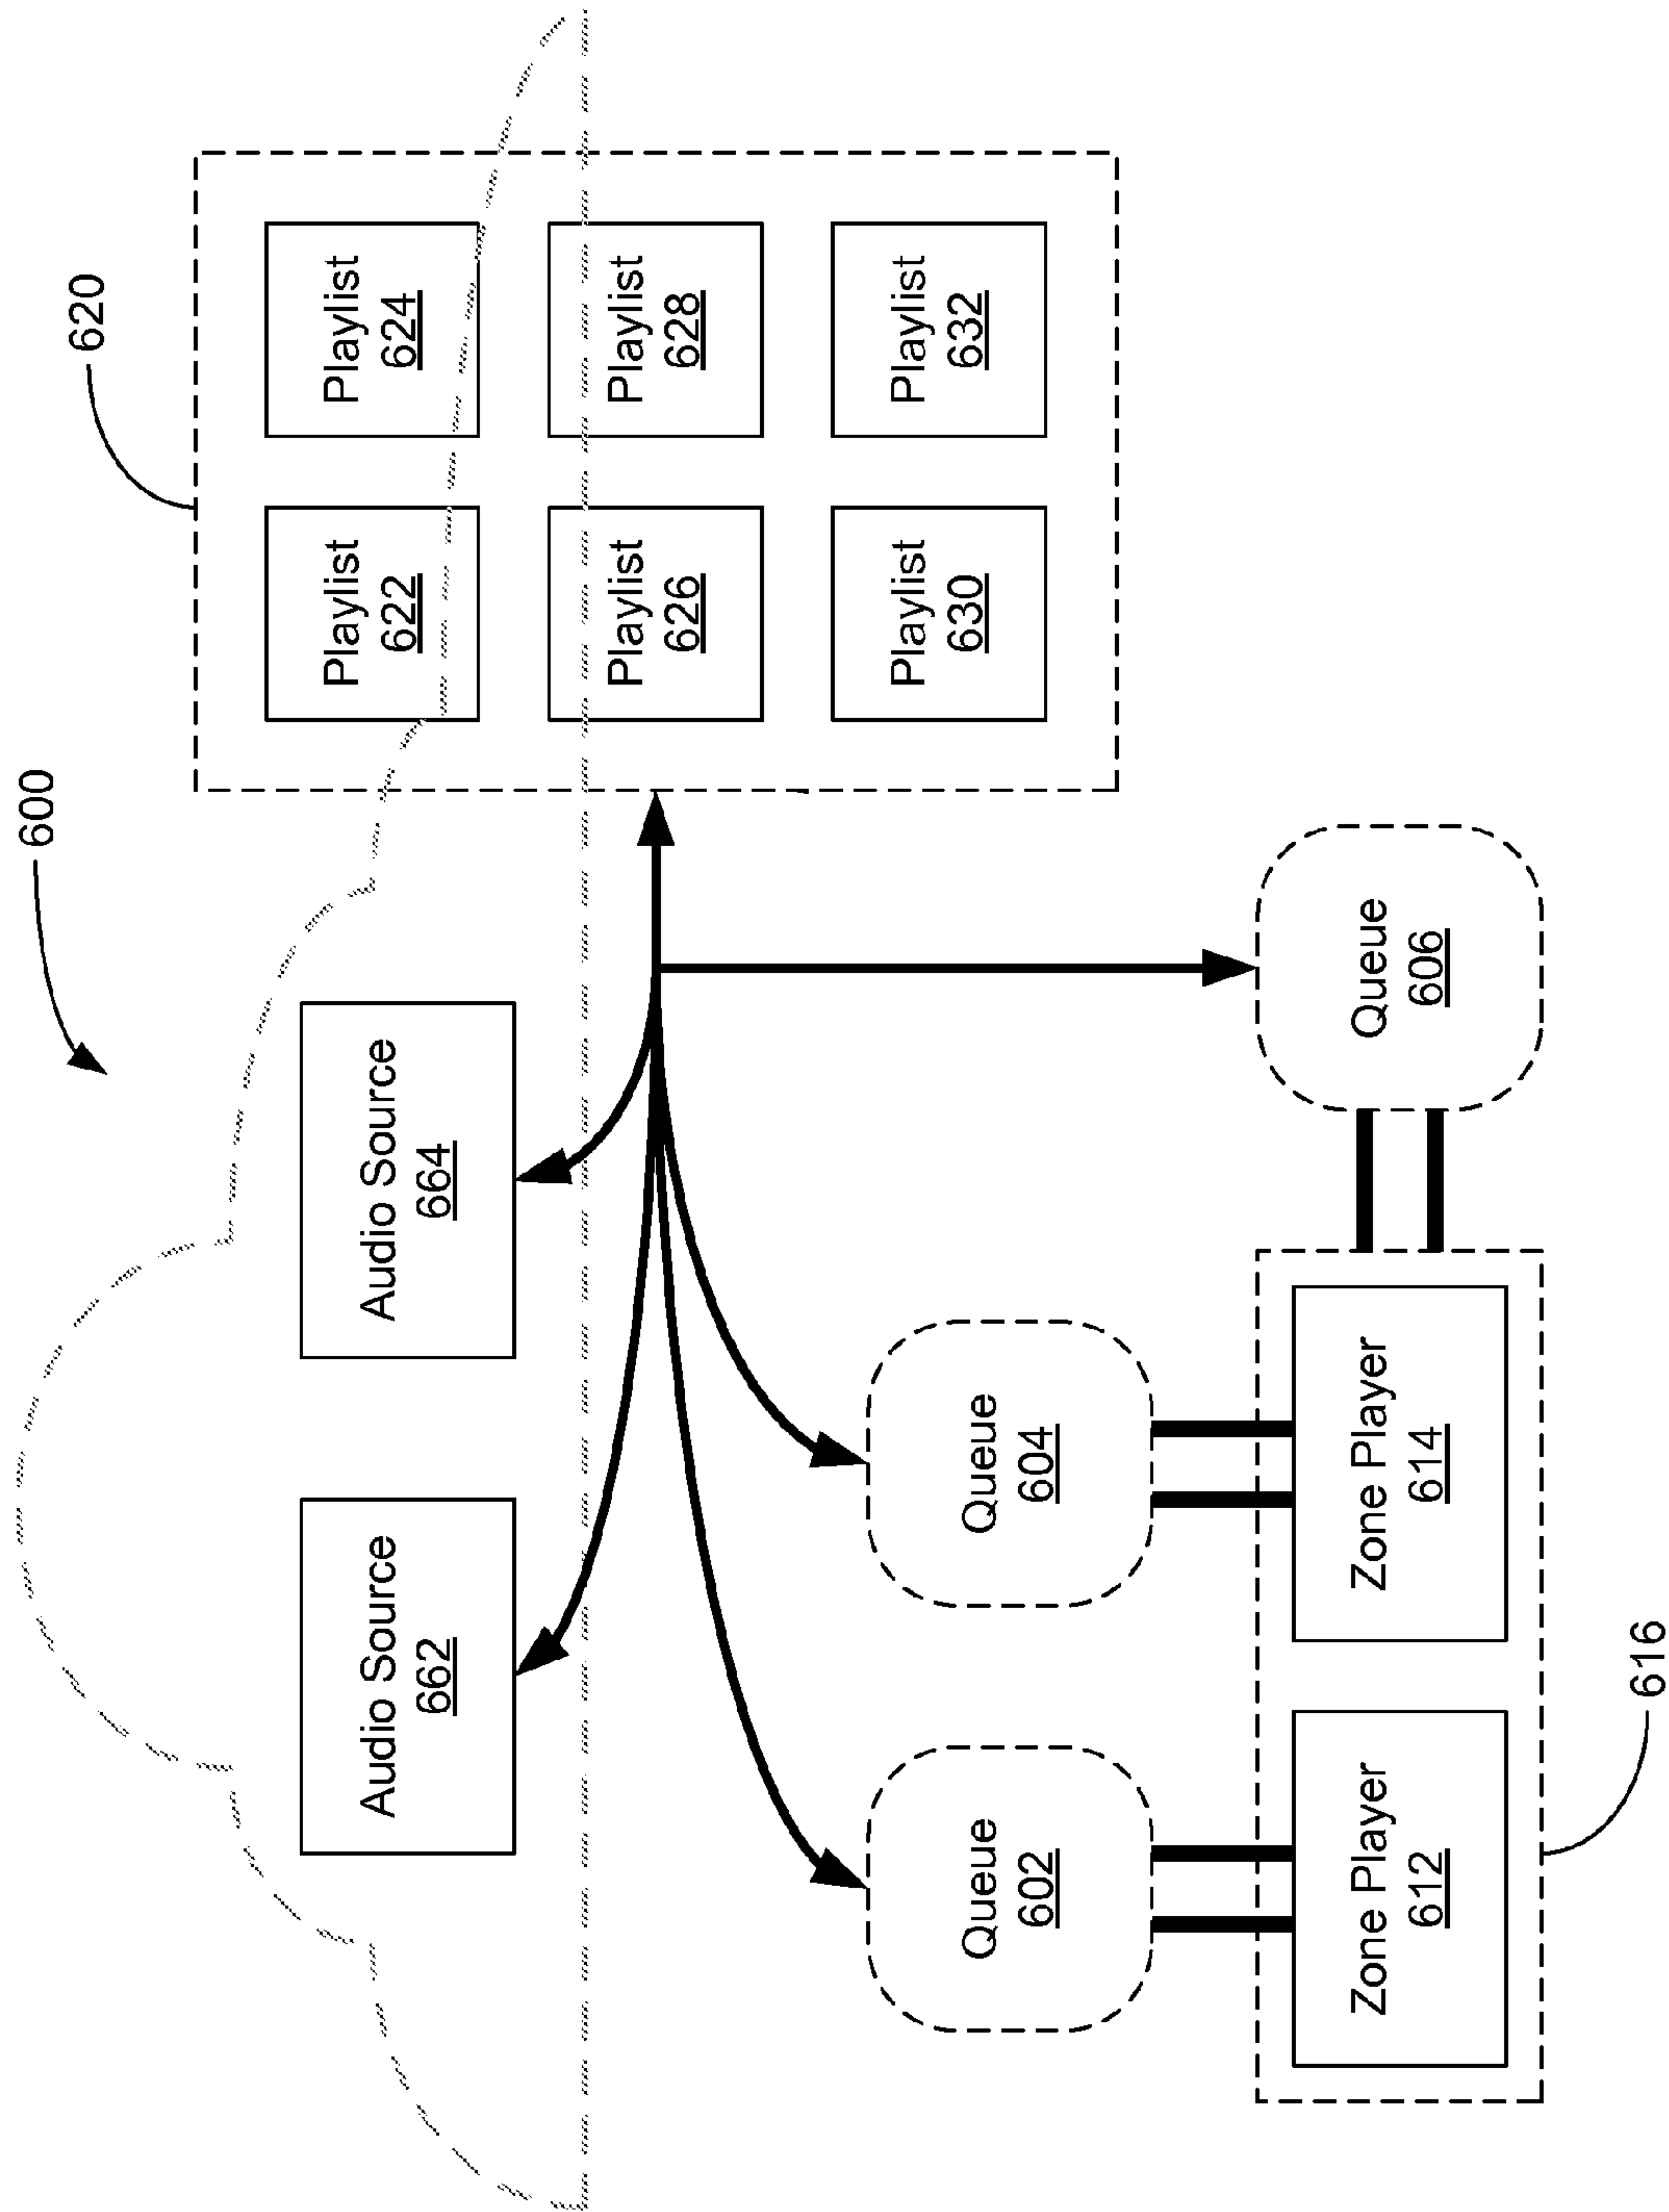 600
620
Audio Source
662
Audio Source
664
Playlist
622
Playlist
624
Playlist
626
Playlist
628
Playlist
630
Playlist
632
Queue
602
Queue
604
Queue
606
Zone Player
612
Zone Player
614
616